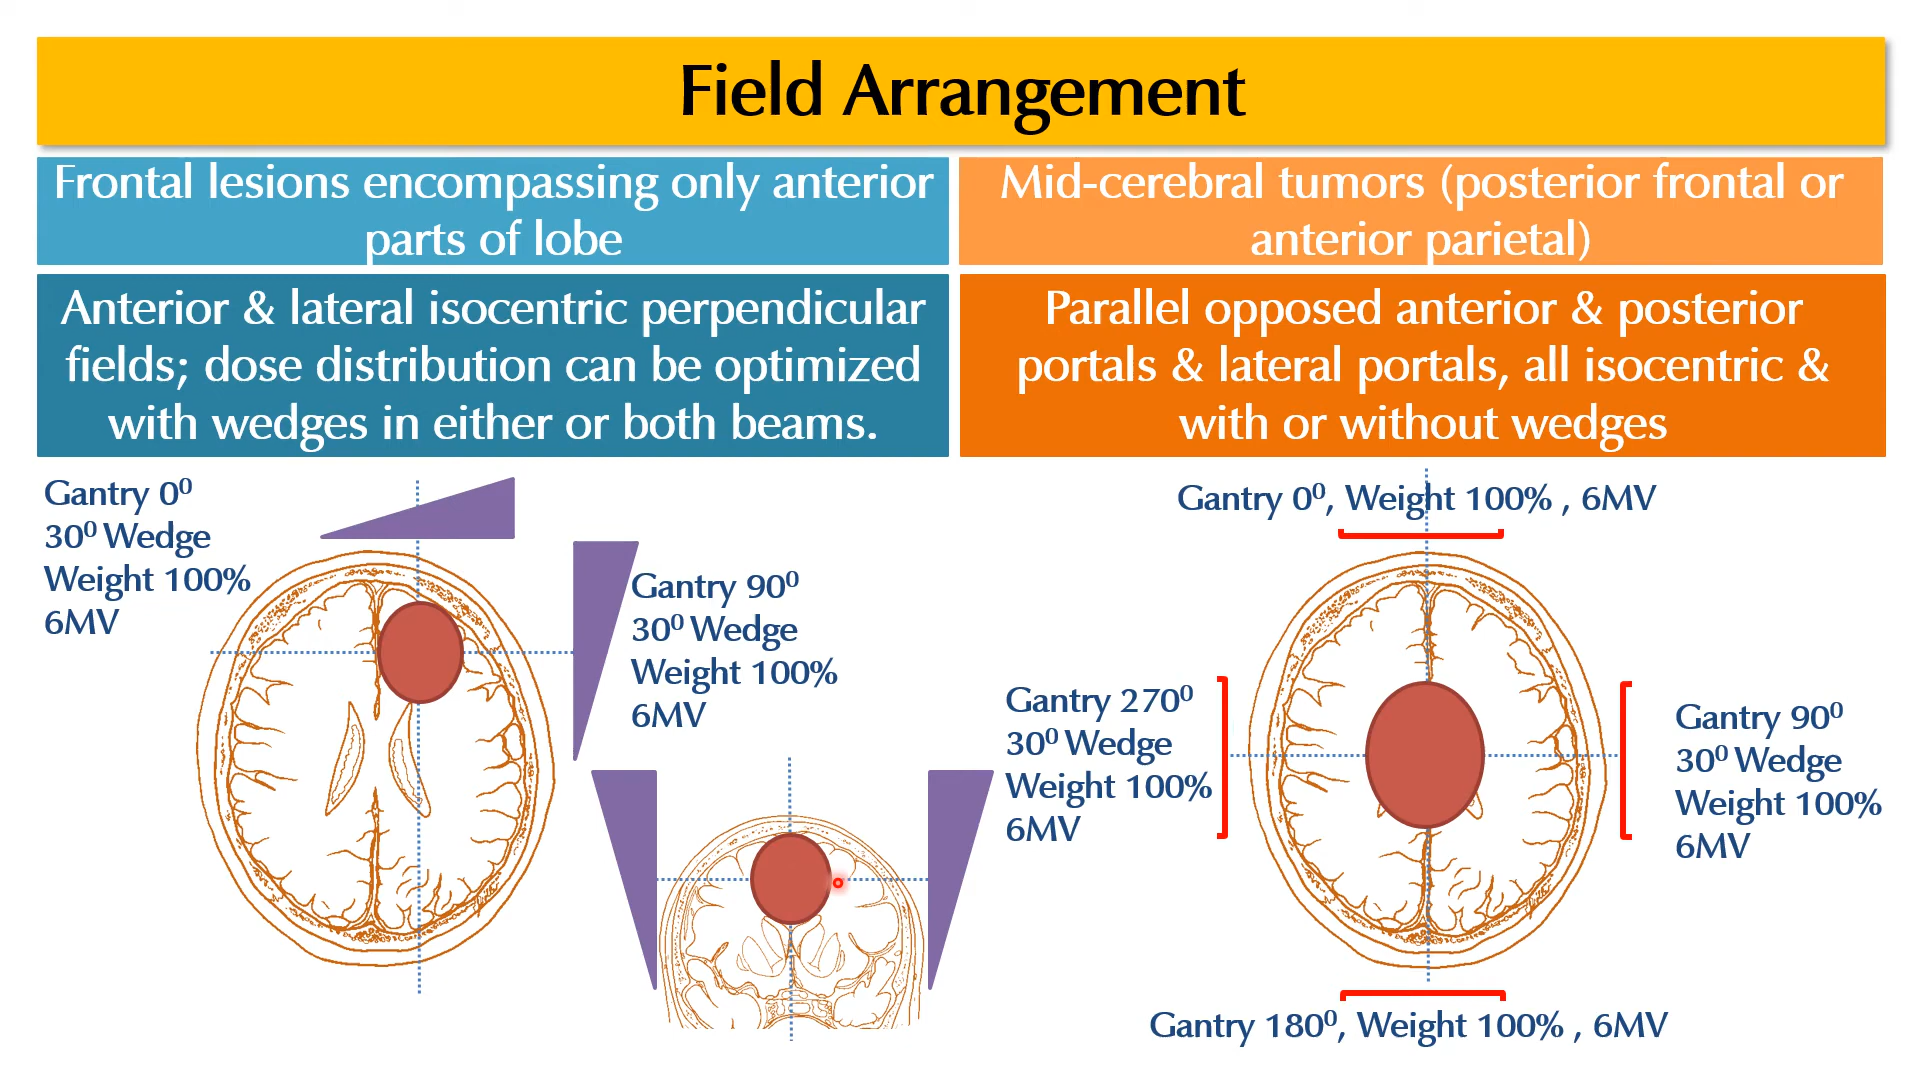 Field Arrangement
Frontal lesions encompassing only anterior
parts of lobe
Anterior & lateral isocentric perpendicular
fields; dose distribution can be optimized
with wedges in either or both beams.
Gantry 0⁰
30⁰ Wedge
Weight 100%
6MV
Gantry 90⁰
30⁰ Wedge
Weight 100%
6MV
Mid-cerebral tumors (posterior frontal or
anterior parietal)
Parallel opposed anterior & posterior
portals & lateral portals, all isocentric &
with or without wedges
Gantry 0⁰, Weight 100% , 6MV
Gantry 270⁰
30⁰ Wedge
Weight 100%
6MV
Gantry 90⁰
30⁰ Wedge
Weight 100%
6MV
Gantry 180⁰, Weight 100% , 6MV